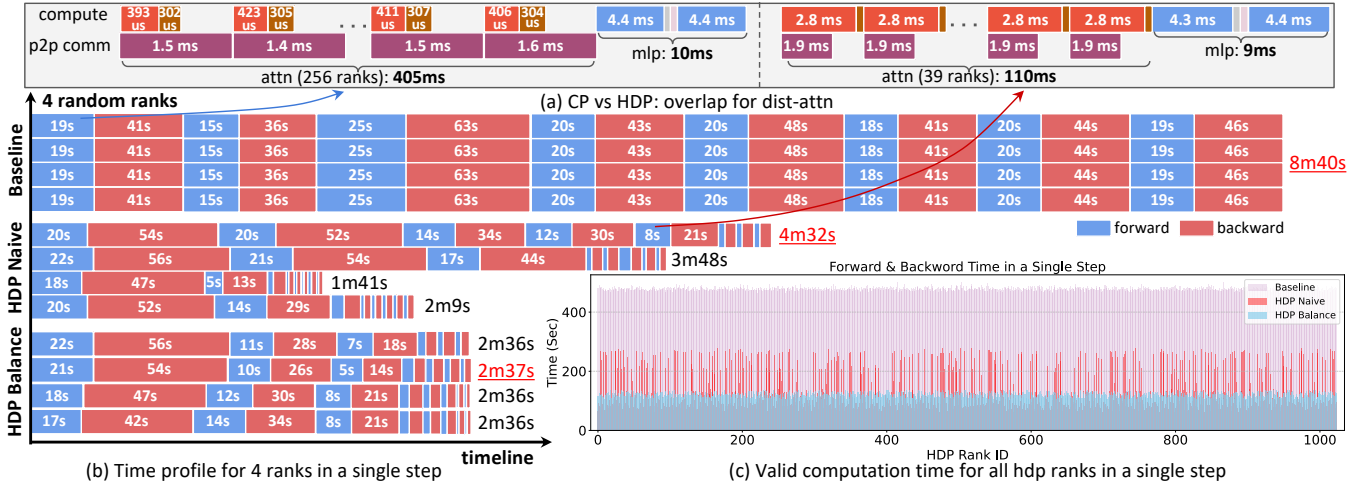 compute 393 us 302 us 423 us 305 us ... 411 us 307 us 406 us 304 us 4.4 ms 4.4 ms 2.8 ms 2.8 ms ... 2.8 ms 2.8 ms 4.3 ms 4.4 ms
p2p comm 1.5 ms 1.4 ms 1.5 ms 1.6 ms mlp: 10ms 1.9 ms 1.9 ms 1.9 ms 1.9 ms mlp: 9ms
attn (256 ranks): 405ms attn (39 ranks): 110ms
4 random ranks
(a) CP vs HDP: overlap for dist-attn
Baseline
19s 41s 15s 36s 25s 63s 20s 43s 20s 48s 18s 41s 20s 44s 19s 46s
19s 41s 15s 36s 25s 63s 20s 43s 20s 48s 18s 41s 20s 44s 19s 46s
19s 41s 15s 36s 25s 63s 20s 43s 20s 48s 18s 41s 20s 44s 19s 46s
19s 41s 15s 36s 25s 63s 20s 43s 20s 48s 18s 41s 20s 44s 19s 46s
8m40s
forward backward
HDP Naive
20s 54s 20s 52s 14s 34s 12s 30s 8s 21s 4m32s
22s 56s 21s 54s 17s 44s 3m48s
18s 47s 5s 13s 1m41s
20s 52s 14s 29s 2m9s
HDP Balance
22s 56s 11s 28s 7s 18s 2m36s
21s 54s 10s 26s 5s 14s 2m37s
18s 47s 12s 30s 8s 21s 2m36s
17s 42s 14s 34s 8s 21s 2m36s
timeline
(b) Time profile for 4 ranks in a single step
Forward & Backword Time in a Single Step
Baseline
HDP Naive
HDP Balance
Time (Sec)
400
200
0
0 200 400 600 800 1000
HDP Rank ID
(c) Valid computation time for all hdp ranks in a single step